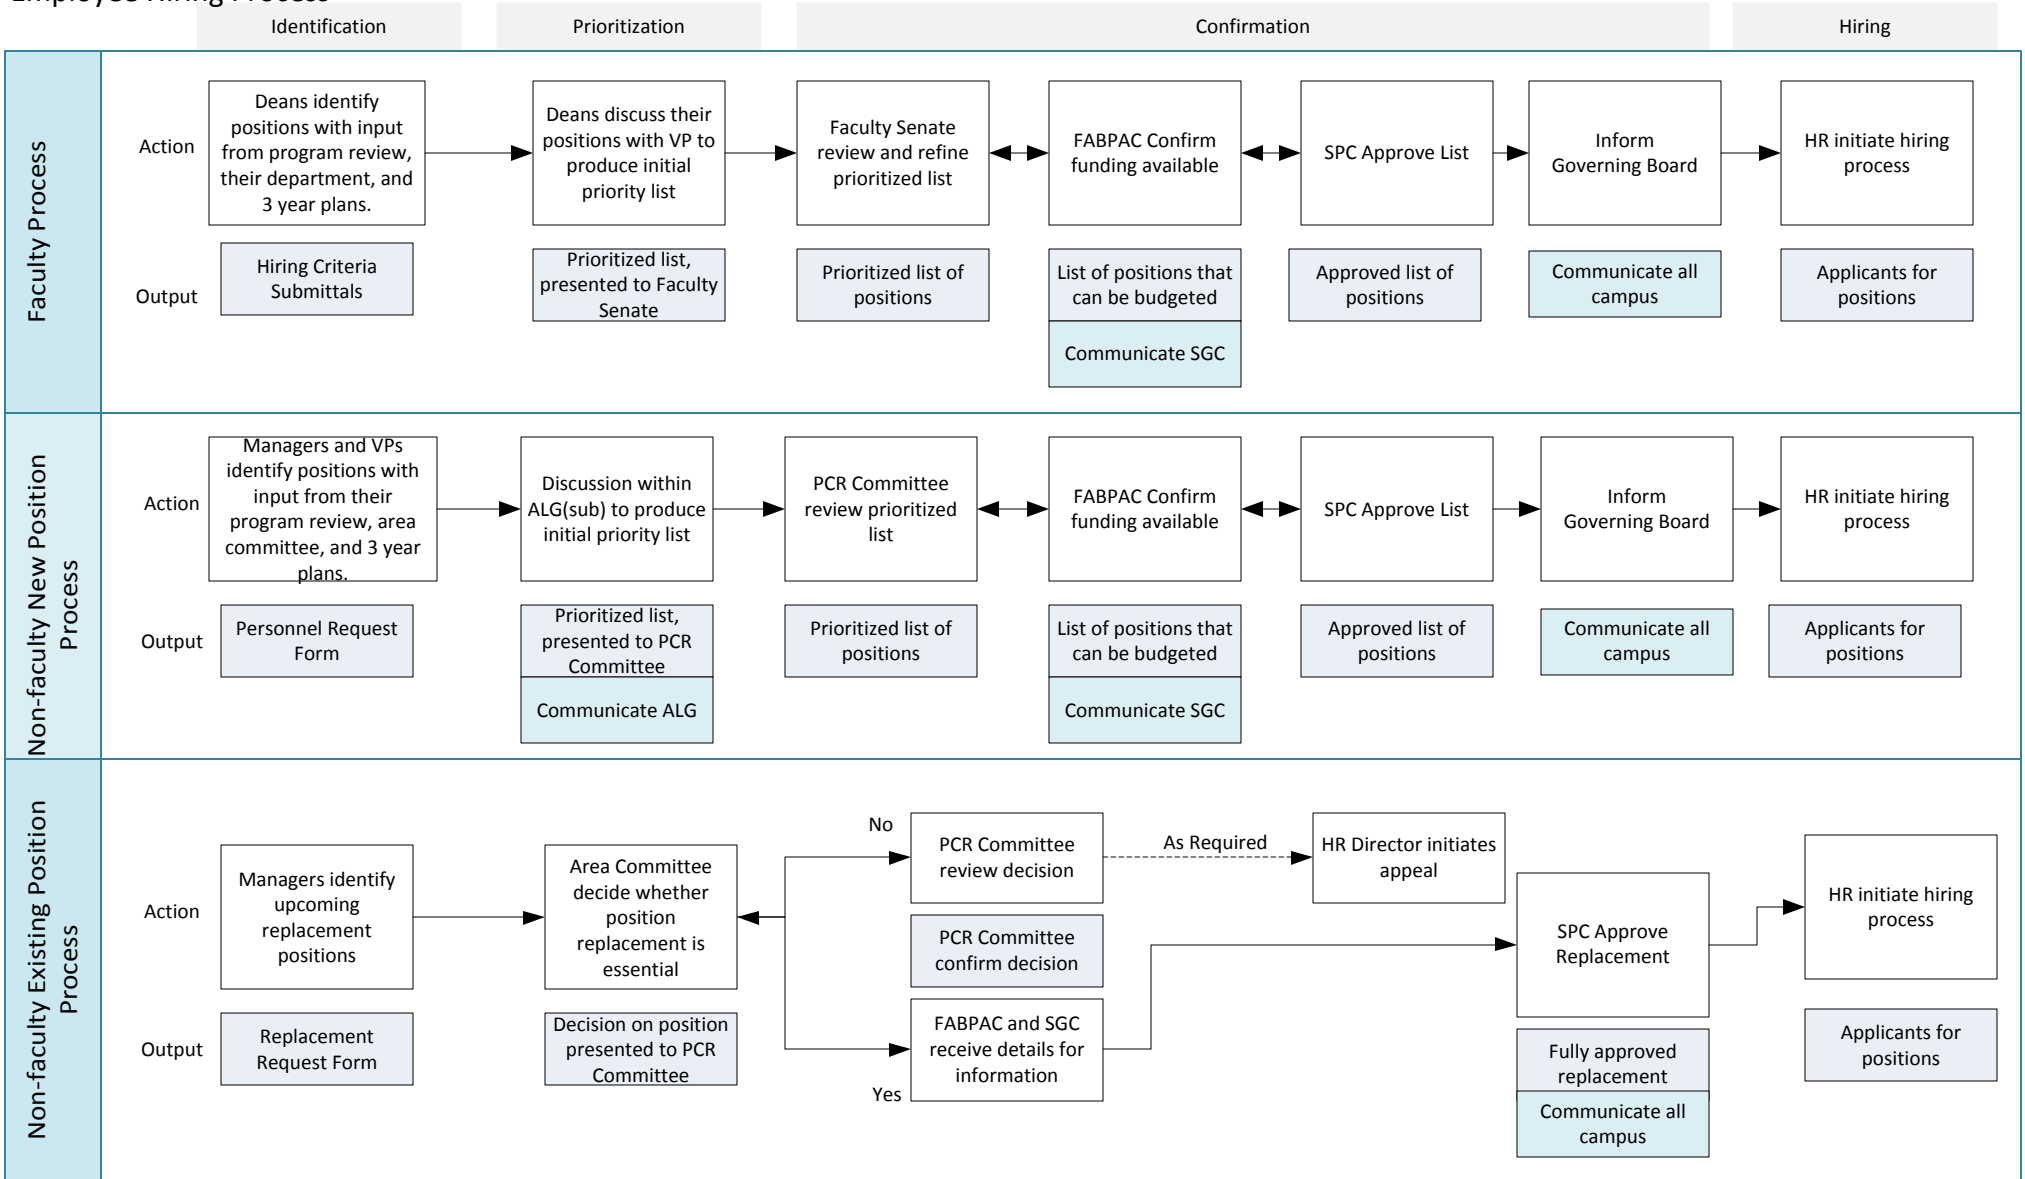 Employee Hiring Process
Identification
Prioritization
Confirmation
Hiring
Faculty Process
Action
Deans identify
positions with input
from program review,
their department, and
3 year plans.
Deans discuss their
positions with VP to
produce initial
priority list
Faculty Senate
review and refine
prioritized list
FABPAC Confirm
funding available
SPC Approve List
Inform
Governing Board
HR initiate hiring
process
Output
Hiring Criteria
Submittals
Prioritized list,
presented to Faculty
Senate
Prioritized list of
positions
List of positions that
can be budgeted
Communicate SGC
Approved list of
positions
Communicate all
campus
Applicants for
positions
Non-faculty New Position
Process
Action
Managers and VPs
identify positions with
input from their
program review, area
committee, and 3 year
plans.
Discussion within
ALG(sub) to produce
initial priority list
PCR Committee
review prioritized
list
FABPAC Confirm
funding available
SPC Approve List
Inform
Governing Board
HR initiate hiring
process
Output
Personnel Request
Form
Prioritized list,
presented to PCR
Committee
Communicate ALG
Prioritized list of
positions
List of positions that
can be budgeted
Communicate SGC
Approved list of
positions
Communicate all
campus
Applicants for
positions
Non-faculty Existing Position
Process
Action
Managers identify
upcoming
replacement
positions
Area Committee
decide whether
position
replacement is
essential
No
PCR Committee
review decision
As Required
HR Director initiates
appeal
PCR Committee
confirm decision
Yes
FABPAC and SGC
receive details for
information
SPC Approve
Replacement
HR initiate hiring
process
Output
Replacement
Request Form
Decision on position
presented to PCR
Committee
Fully approved
replacement
Communicate all
campus
Applicants for
positions